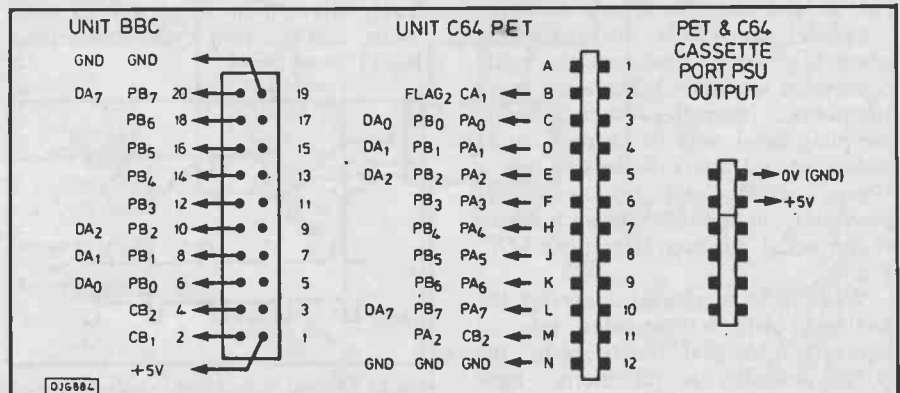 UNIT BBC
GND GND
DA7 PB7 20 19
PB6 18 17
PB5 16 15
PB4 14 13
PB3 12 11
DA2 PB2 10 9
DA1 PB1 8 7
DA0 PB0 6 5
CB2 4 3
CB1 2 1
+5V
DJG884
UNIT C64 PET
A 1
FLAG2 CA1 B
DA0 PB0 PA0 C
DA1 PB1 PA1 D 4
DA2 PB2 PA2 E 5
PB3 PA3 F 6
PB4 PA4 H 7
PB5 PA5 J 8
PB6 PA6 K 9
DA7 PB7 PA7 L 10
PA2 CB2 M 11
GND GND GND N 12
PET & C64
CASSETTE
PORT PSU
OUTPUT
0V (GND)
+5V